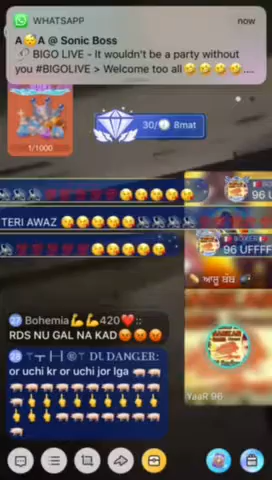 WHATSAPP
now
A😴A @ Sonic Boss
🔗 BIGO LIVE - It wouldn't be a party without
you #BIGOLIVE > Welcome too all🤣🤣🤣🤣....
1/1000
30/🕐 8mat
96 U
TERI AWAZ
96 UFFFF
ਆਜੂ ਬੱਬ
Bohemia💪💪420❤️::
RDS NU GAL NA KAD😡😡😡
DU DANGER:
or uchi kr or uchi jor lga
YaaR 96